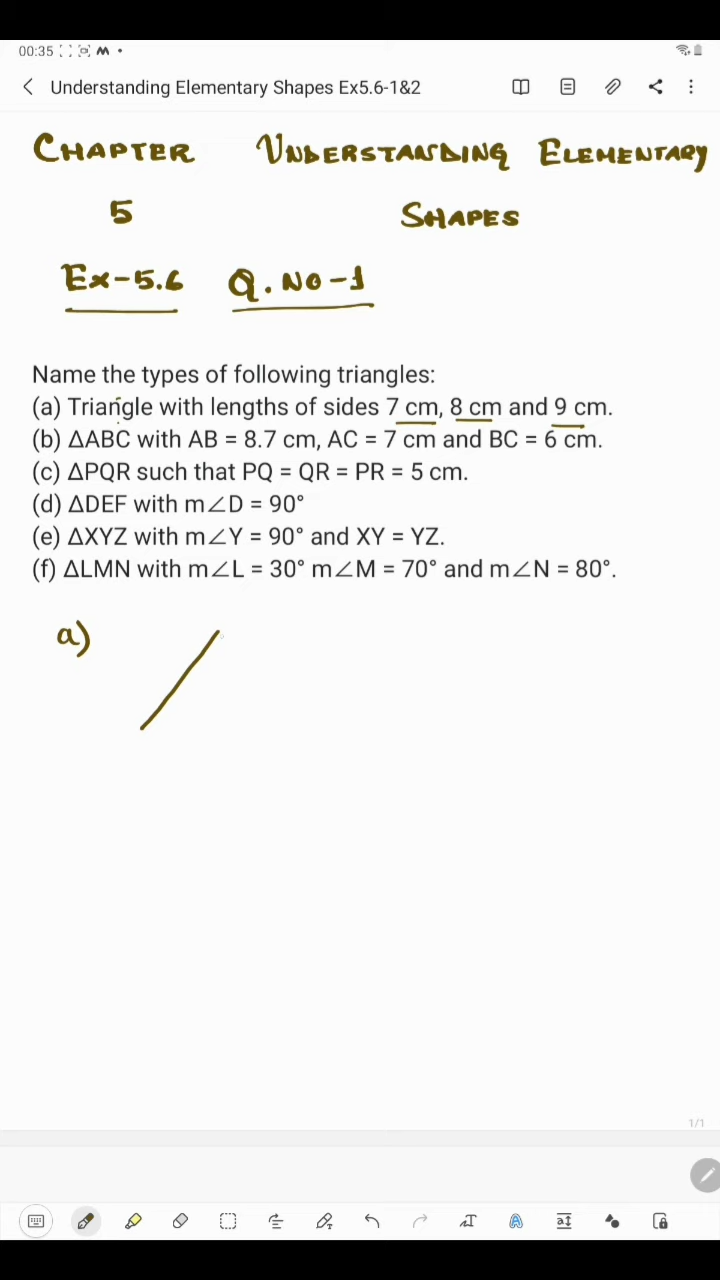 00:35
Understanding Elementary Shapes Ex5.6-1&2
CHAPTER UNDERSTANDING ELEMENTARY
5 SHAPES
Ex-5.6 Q. No-1
Name the types of following triangles:
(a) Triangle with lengths of sides 7 cm, 8 cm and 9 cm.
(b) ΔABC with AB = 8.7 cm, AC = 7 cm and BC = 6 cm.
(c) ΔPQR such that PQ = QR = PR = 5 cm.
(d) ΔDEF with m∠D = 90°
(e) ΔXYZ with m∠Y = 90° and XY = YZ.
(f) ΔLMN with m∠L = 30° m∠M = 70° and m∠N = 80°.
a)
1/1